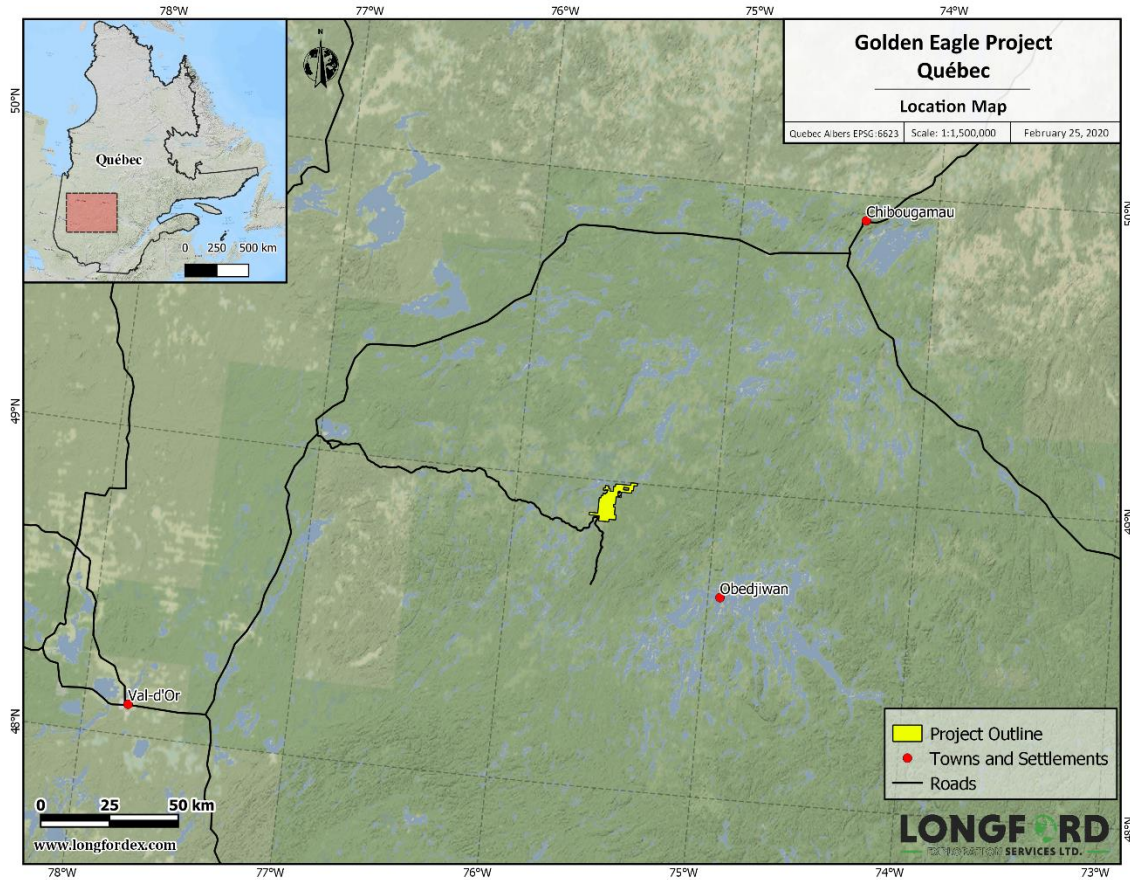 77°W
76°W
75°W
74°W
Golden Eagle Project
Québec
Location Map
Quebec Albers EPSG:6623
Scale: 1:1,500,000
February 25, 2020
N
Québec
0 250 500 km
50°N
50°N
Chibougamau
49°N
49°N
Obedjiwan
Val-d'Or
48°N
48°N
Project Outline
Towns and Settlements
Roads
0 25 50 km
www.longfordex.com
LONGFORD
EXPLORATION SERVICES LTD.
78°W
77°W
76°W
75°W
74°W
73°W